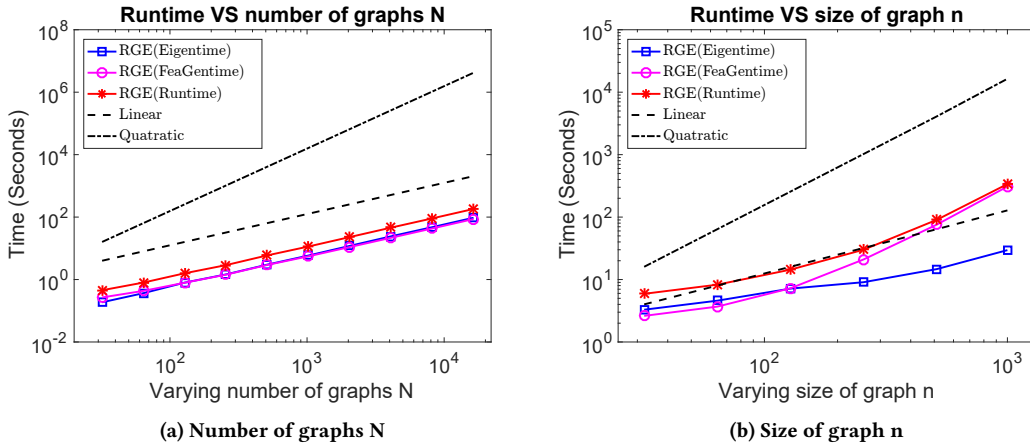 Runtime VS number of graphs N
10^8
10^6
10^4
10^2
10^0
10^-2
Time (Seconds)
RGE(Eigentime)
RGE(FeaGentime)
RGE(Runtime)
Linear
Quatratic
10^2
10^3
10^4
Varying number of graphs N
(a) Number of graphs N
Runtime VS size of graph n
10^5
10^4
10^3
10^2
10^1
10^0
Time (Seconds)
RGE(Eigentime)
RGE(FeaGentime)
RGE(Runtime)
Linear
Quatratic
10^2
10^3
Varying size of graph n
(b) Size of graph n